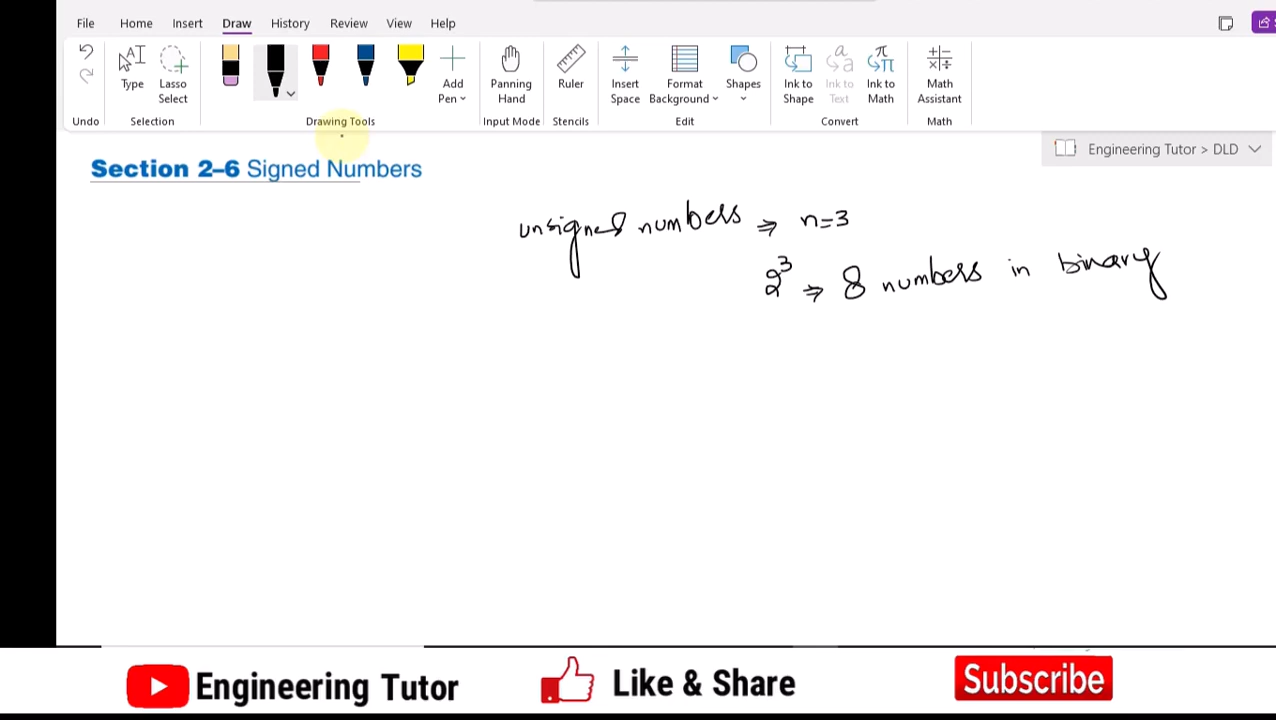 File Home Insert Draw History Review View Help
Undo
Type
Lasso Select
Drawing Tools
Add Pen
Panning Hand
Ruler
Insert Space
Format Background
Shapes
Ink to Shape
Ink to Text
Ink to Math
Math Assistant
Undo Selection Drawing Tools Input Mode Stencils Edit Convert Math
Engineering Tutor > DLD
Section 2–6 Signed Numbers
unsigned numbers ⇒ n=3
2³ ⇒ 8 numbers in binary
Engineering Tutor
Like & Share
Subscribe